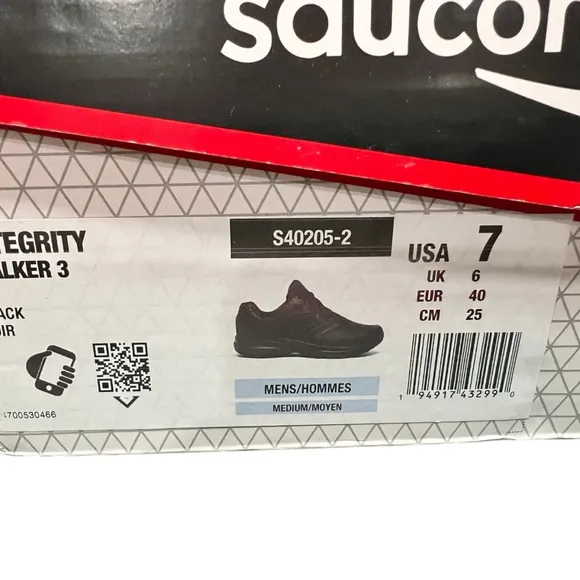 saucon
TEGRITY
ALKER 3
ACK
OIR
4700530466
S40205-2
MENS/HOMMES
MEDIUM/MOYEN
USA 7
UK 6
EUR 40
CM 25
1 94917 43299 0